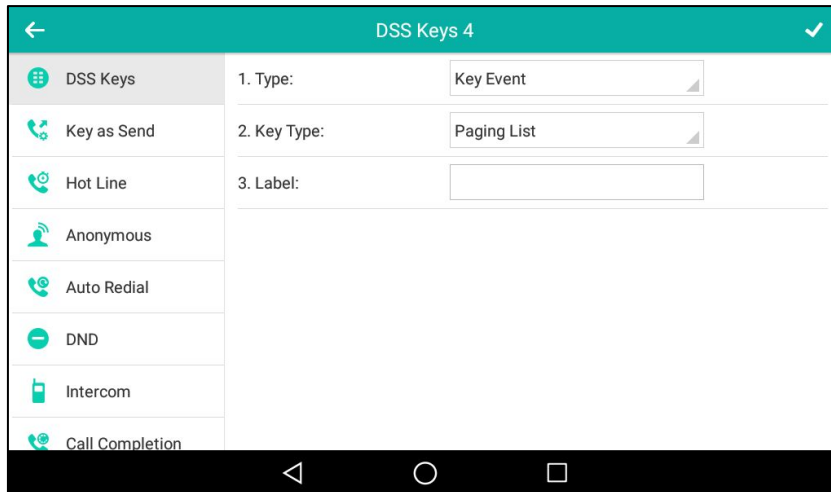 DSS Keys 4
DSS Keys
1. Type:
Key Event
Key as Send
2. Key Type:
Paging List
Hot Line
3. Label:
Anonymous
Auto Redial
DND
Intercom
Call Completion